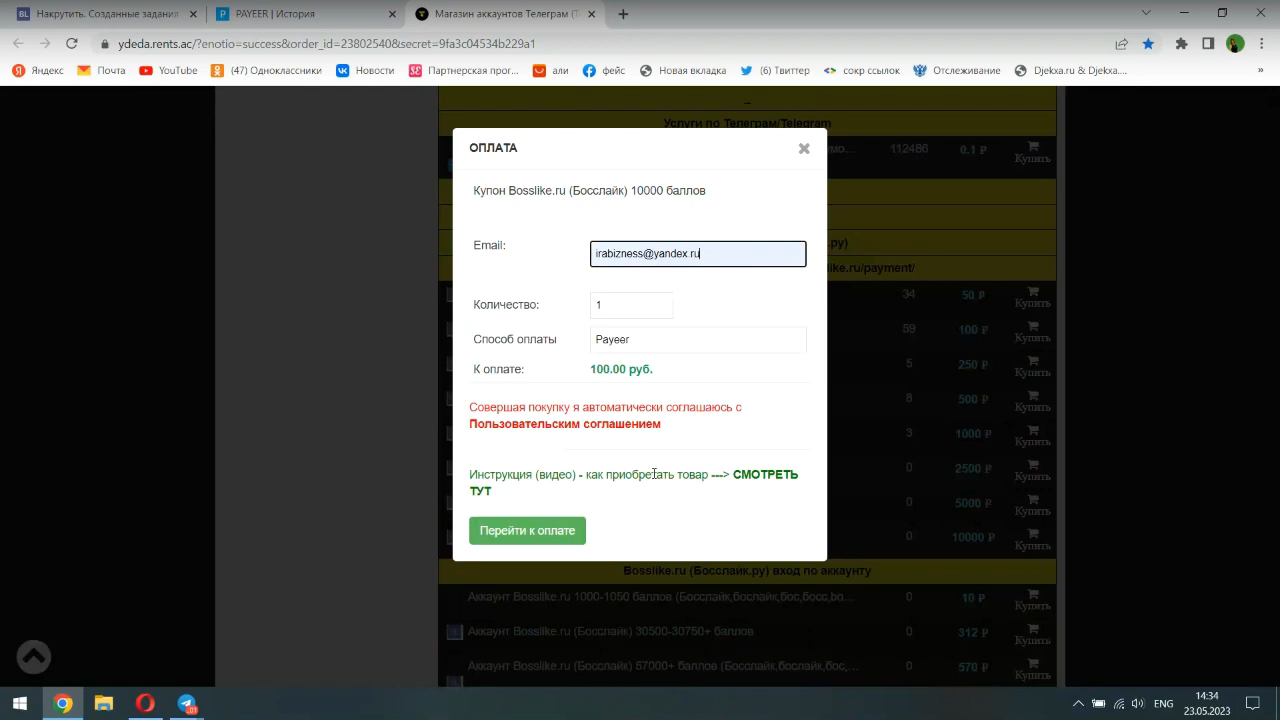 Накрутить. Созданные задания
PAYEER | История
Магазин аккаунтов Телеграм (Т
ydeda.rents.ac/?enotio=success&order_id=23802540&secret=9fa3c04534b229a1
Яндекс
Почта
YouTube
(47) Одноклассники
Новости
Партнерская прог...
али
фейс
Новая вкладка
(6) Твиттер
сокр ссылок
Отслеживание
Djekxa.ru & Djekxa....
»
Услуги по Телеграм/Telegram
112486 0.1 ₽ Купить
ОПЛАТА
Купон Bosslike.ru (Босслайк) 10000 баллов
Email:
irabizness@yandex.ru
Количество:
1
Способ оплаты
Payeer
К оплате:
100.00 руб.
Совершая покупку я автоматически соглашаюсь с
Пользовательским соглашением
Инструкция (видео) - как приобретать товар ---> СМОТРЕТЬ
ТУТ
Перейти к оплате
like.ru/payment/
34 50 ₽ Купить
59 100 ₽ Купить
5 250 ₽ Купить
8 500 ₽ Купить
3 1000 ₽ Купить
0 2500 ₽ Купить
0 5000 ₽ Купить
0 10000 ₽ Купить
Bosslike.ru (Босслайк.ру) вход по аккаунту
Аккаунт Bosslike.ru 1000-1050 баллов (Босслайк,бослайк,бос,босс,bo... 0 10 ₽ Купить
Аккаунт Bosslike.ru (Босслайк) 30500-30750+ баллов 0 312 ₽ Купить
Аккаунт Bosslike.ru (Босслайк) 57000+ баллов (Босслайк,бослайк,бос,... 0 570 ₽ Купить
ENG
14:34
23.05.2023